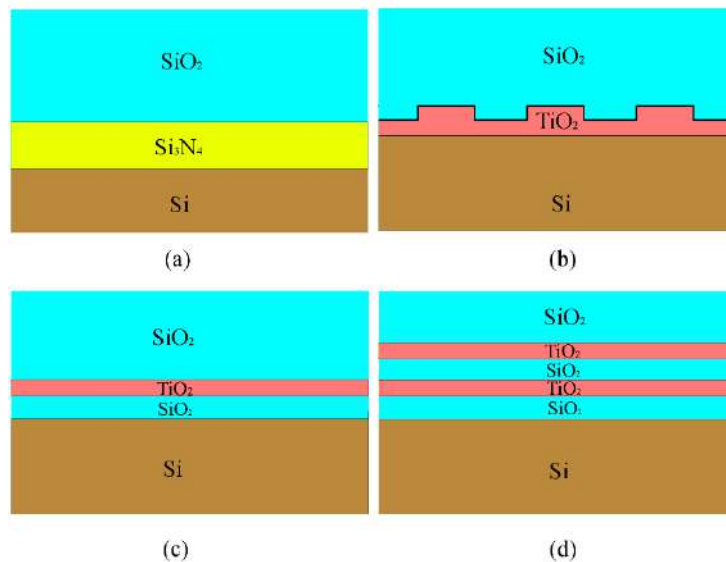 SiO₂
Si₃N₄
Si
(a)
SiO₂
TiO₂
Si
(b)
SiO₂
TiO₂
SiO₂
Si
(c)
SiO₂
TiO₂
SiO₂
TiO₂
SiO₂
Si
(d)